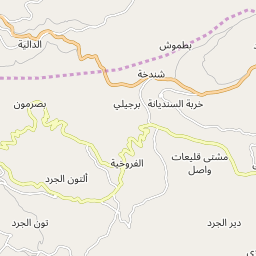 الدالية
بطموش
شندخة
بصرمون
برجيلي
خربة السنديانة
الفروخية
مشتى قليعات
واصل
ألتون الجرد
تون الجرد
دير الجرد